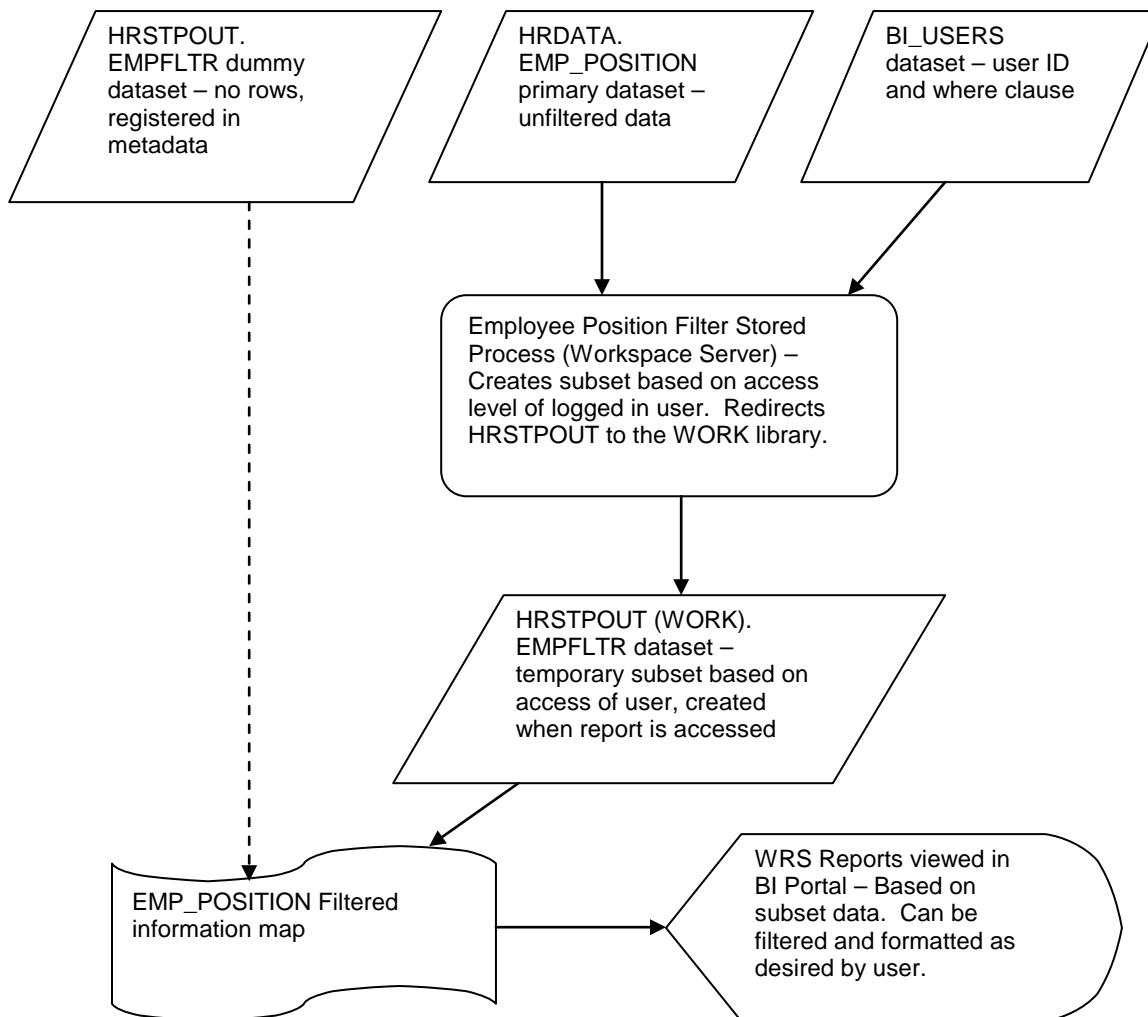 HRSTPOUT.
EMPFLTR dummy
dataset – no rows,
registered in
metadata
HRDATA.
EMP_POSITION
primary dataset –
unfiltered data
BI_USERS
dataset – user ID
and where clause
Employee Position Filter Stored
Process (Workspace Server) –
Creates subset based on access
level of logged in user.  Redirects
HRSTPOUT to the WORK library.
HRSTPOUT (WORK).
EMPFLTR dataset –
temporary subset based on
access of user, created
when report is accessed
EMP_POSITION Filtered
information map
WRS Reports viewed in
BI Portal – Based on
subset data.  Can be
filtered and formatted as
desired by user.